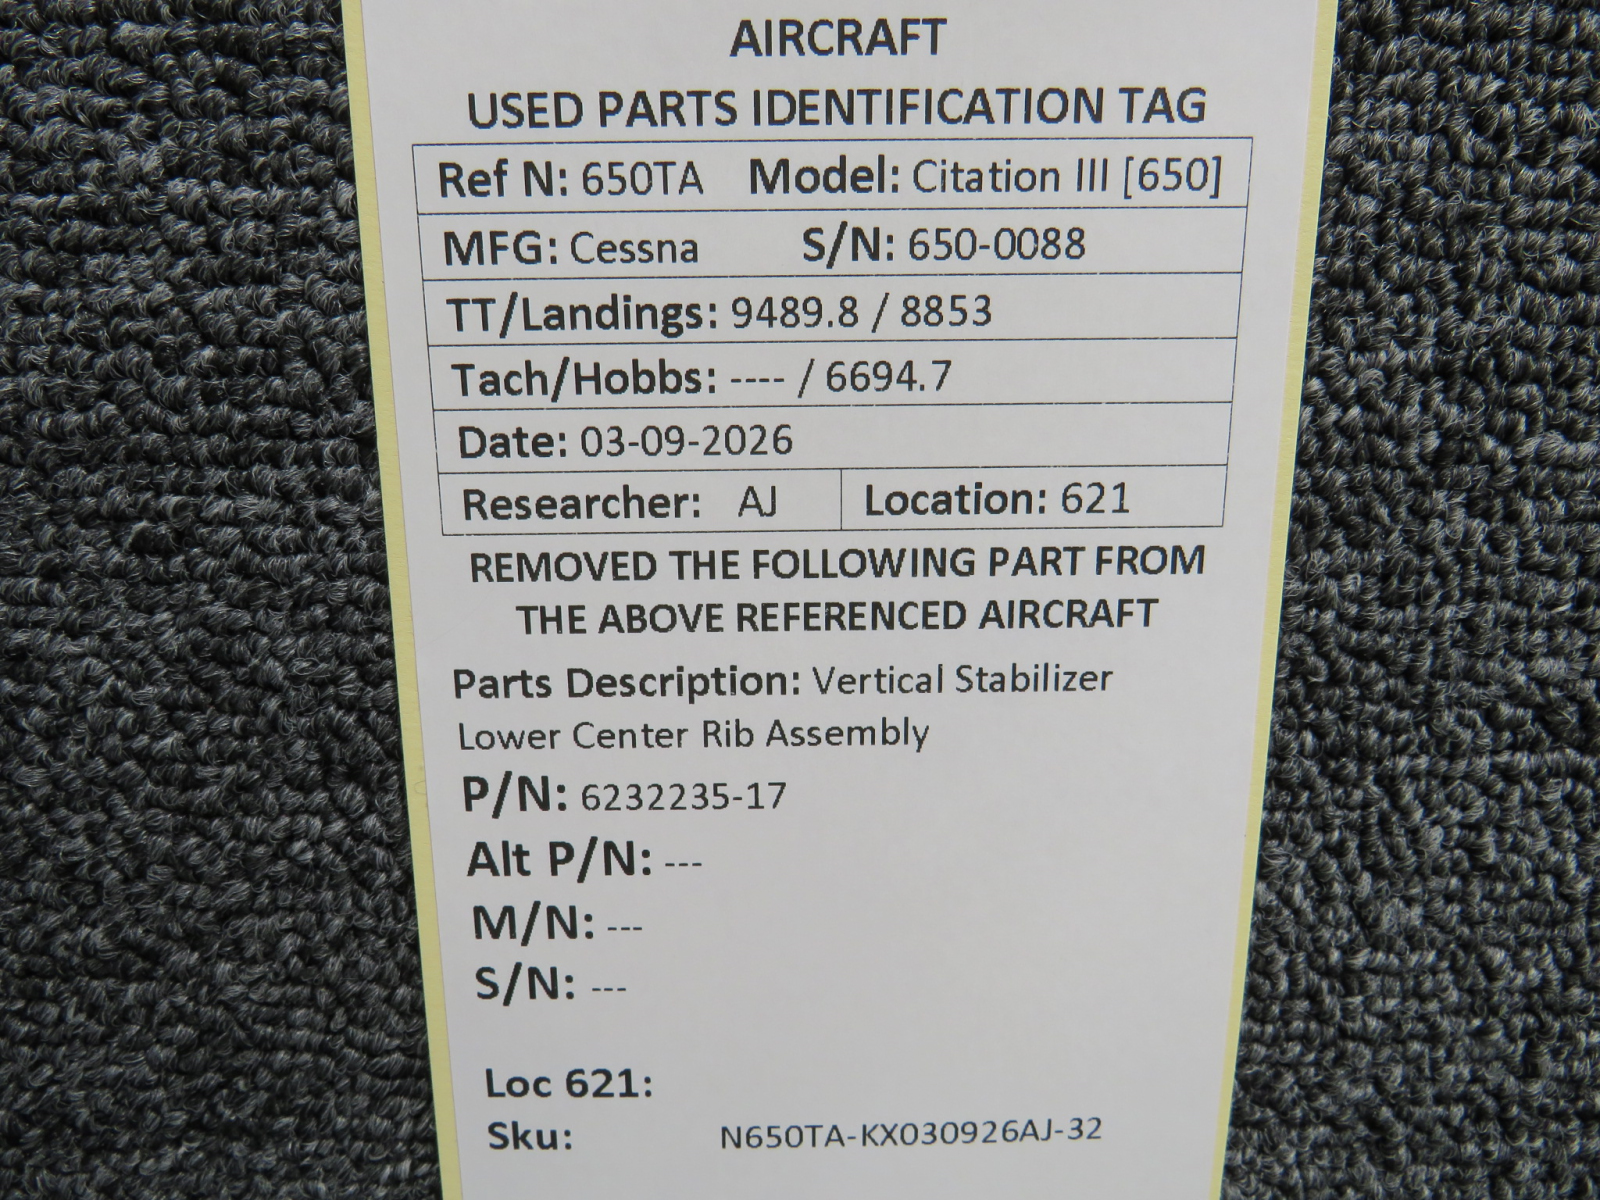 AIRCRAFT
USED PARTS IDENTIFICATION TAG
Ref N: 650TA Model: Citation III [650]
MFG: Cessna S/N: 650-0088
TT/Landings: 9489.8 / 8853
Tach/Hobbs: ---- / 6694.7
Date: 03-09-2026
Researcher: AJ Location: 621
REMOVED THE FOLLOWING PART FROM
THE ABOVE REFERENCED AIRCRAFT
Parts Description: Vertical Stabilizer
Lower Center Rib Assembly
P/N: 6232235-17
Alt P/N: ---
M/N: ---
S/N: ---
Loc 621:
Sku: N650TA-KX030926AJ-32